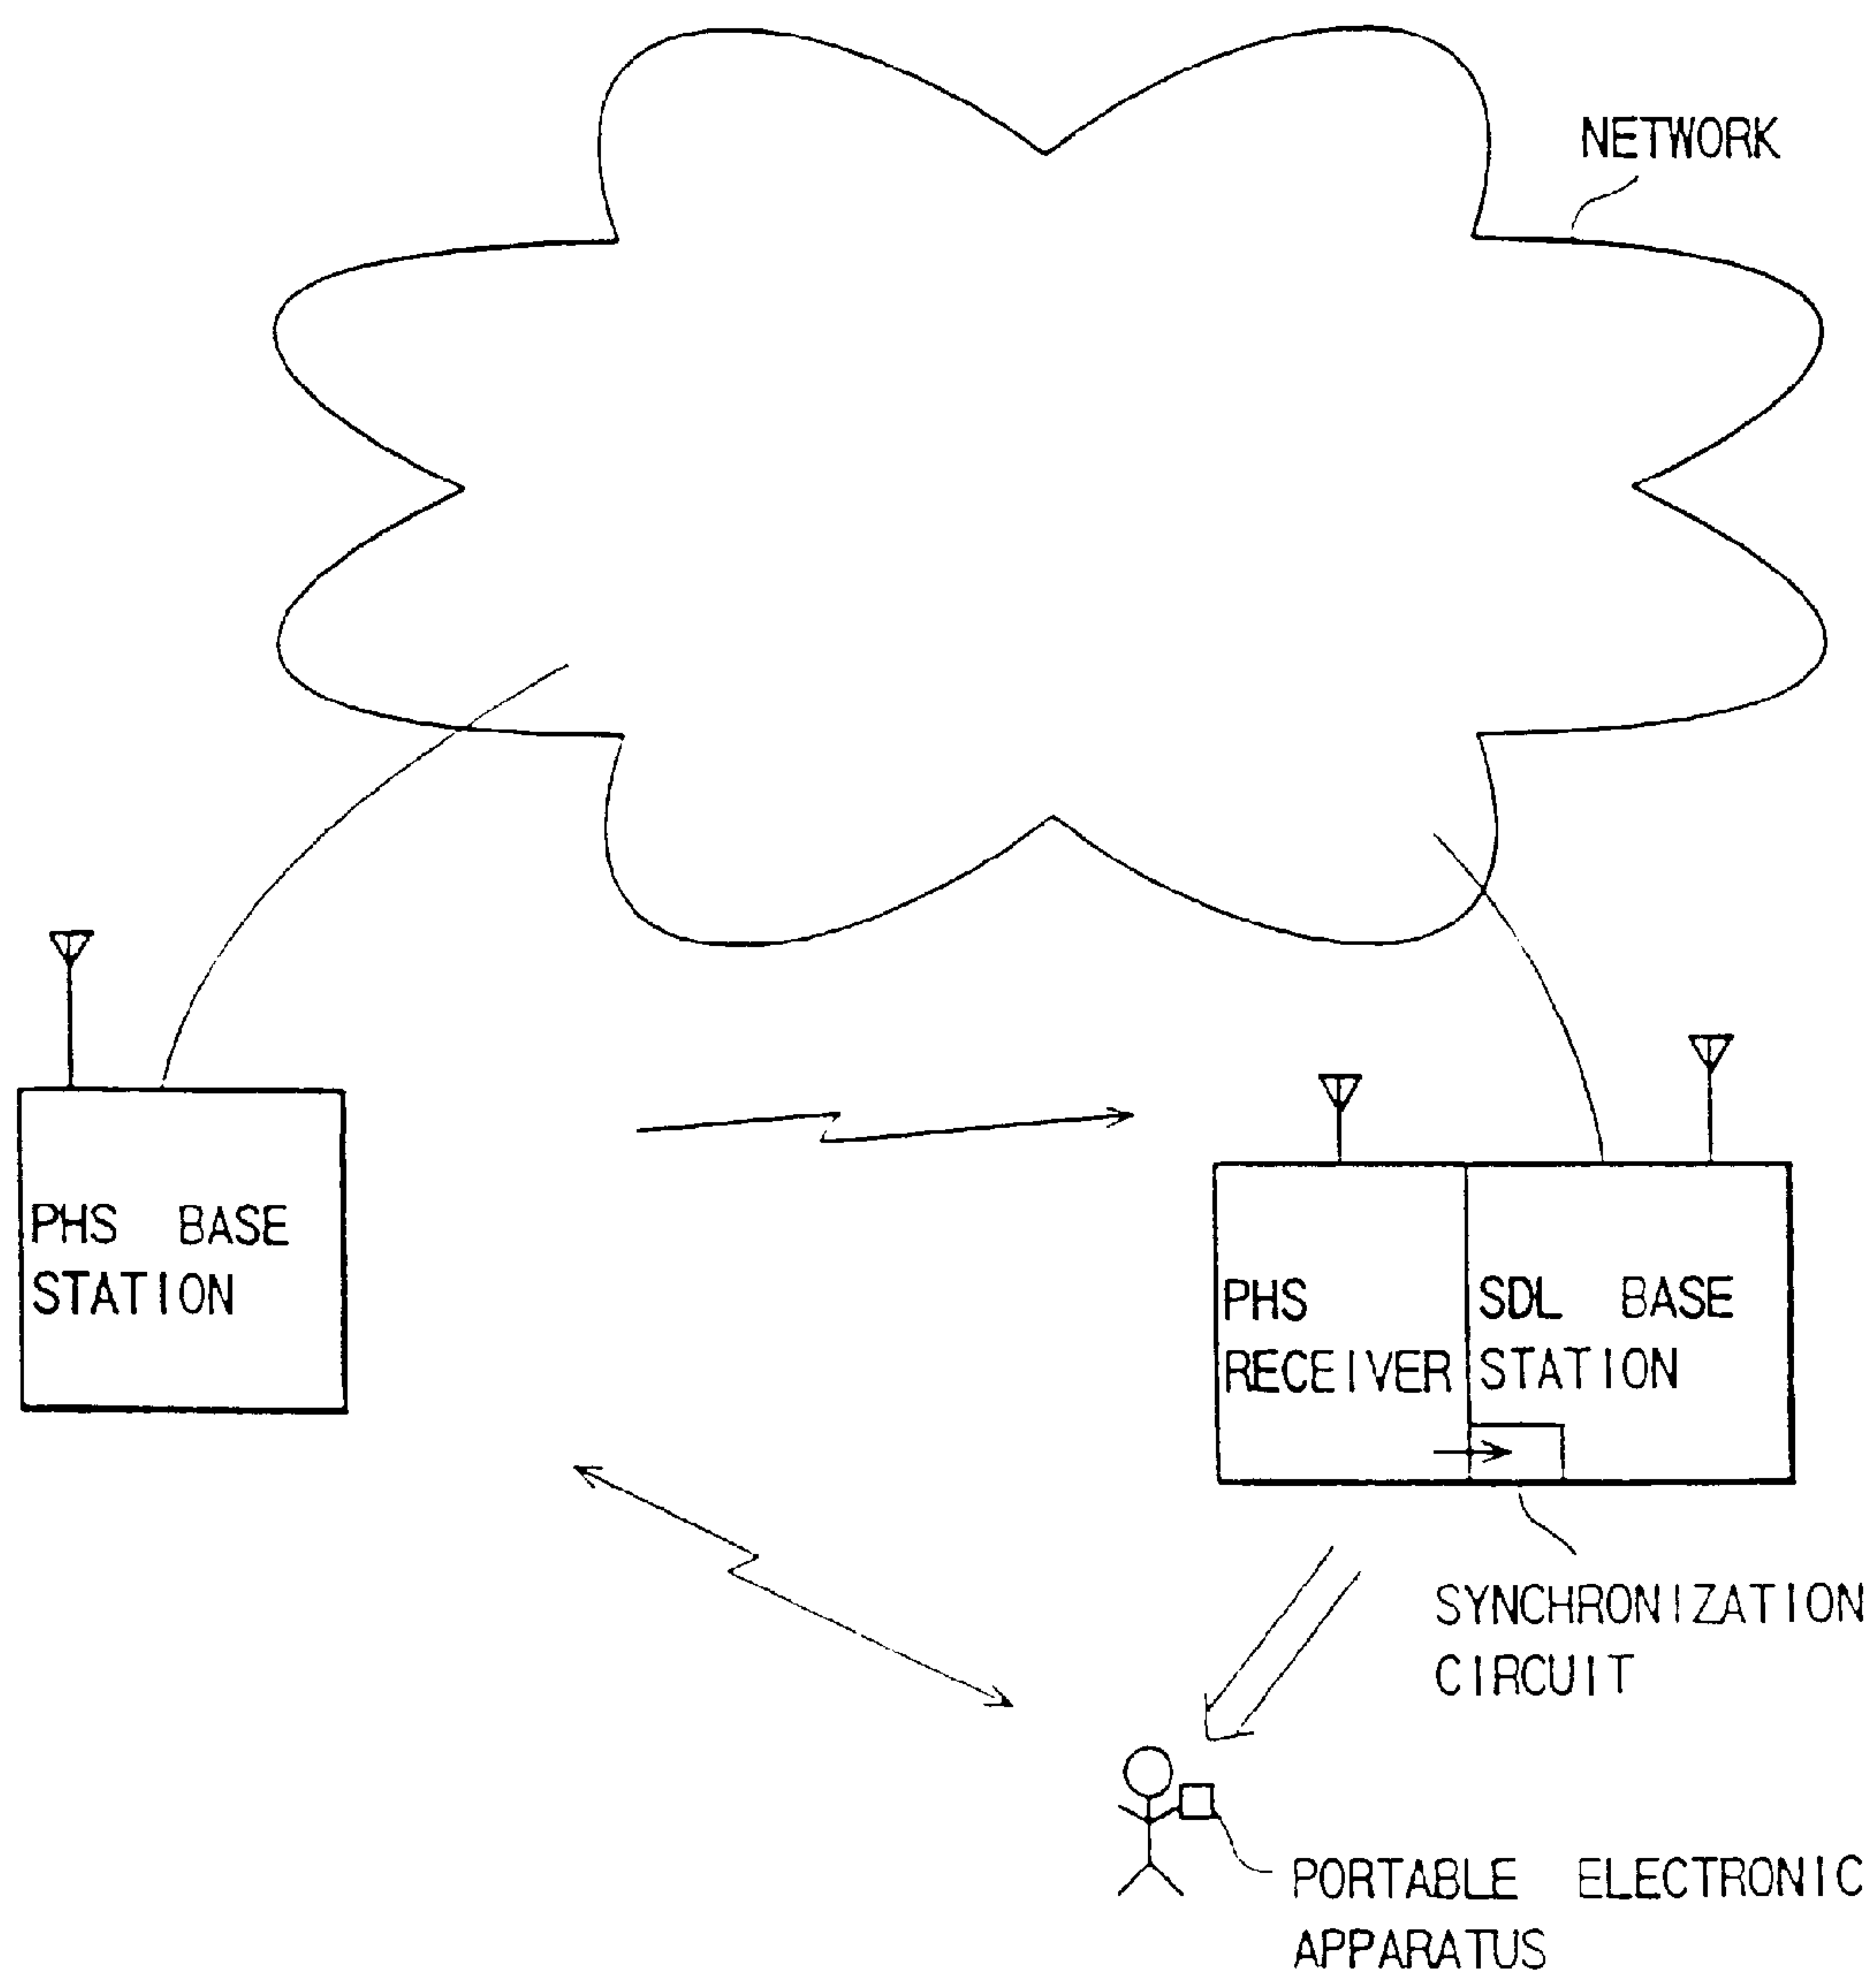 NETWORK
PHS BASE
STATION
PHS
RECEIVER
SDL BASE
STATION
SYNCHRONIZATION
CIRCUIT
PORTABLE ELECTRONIC
APPARATUS